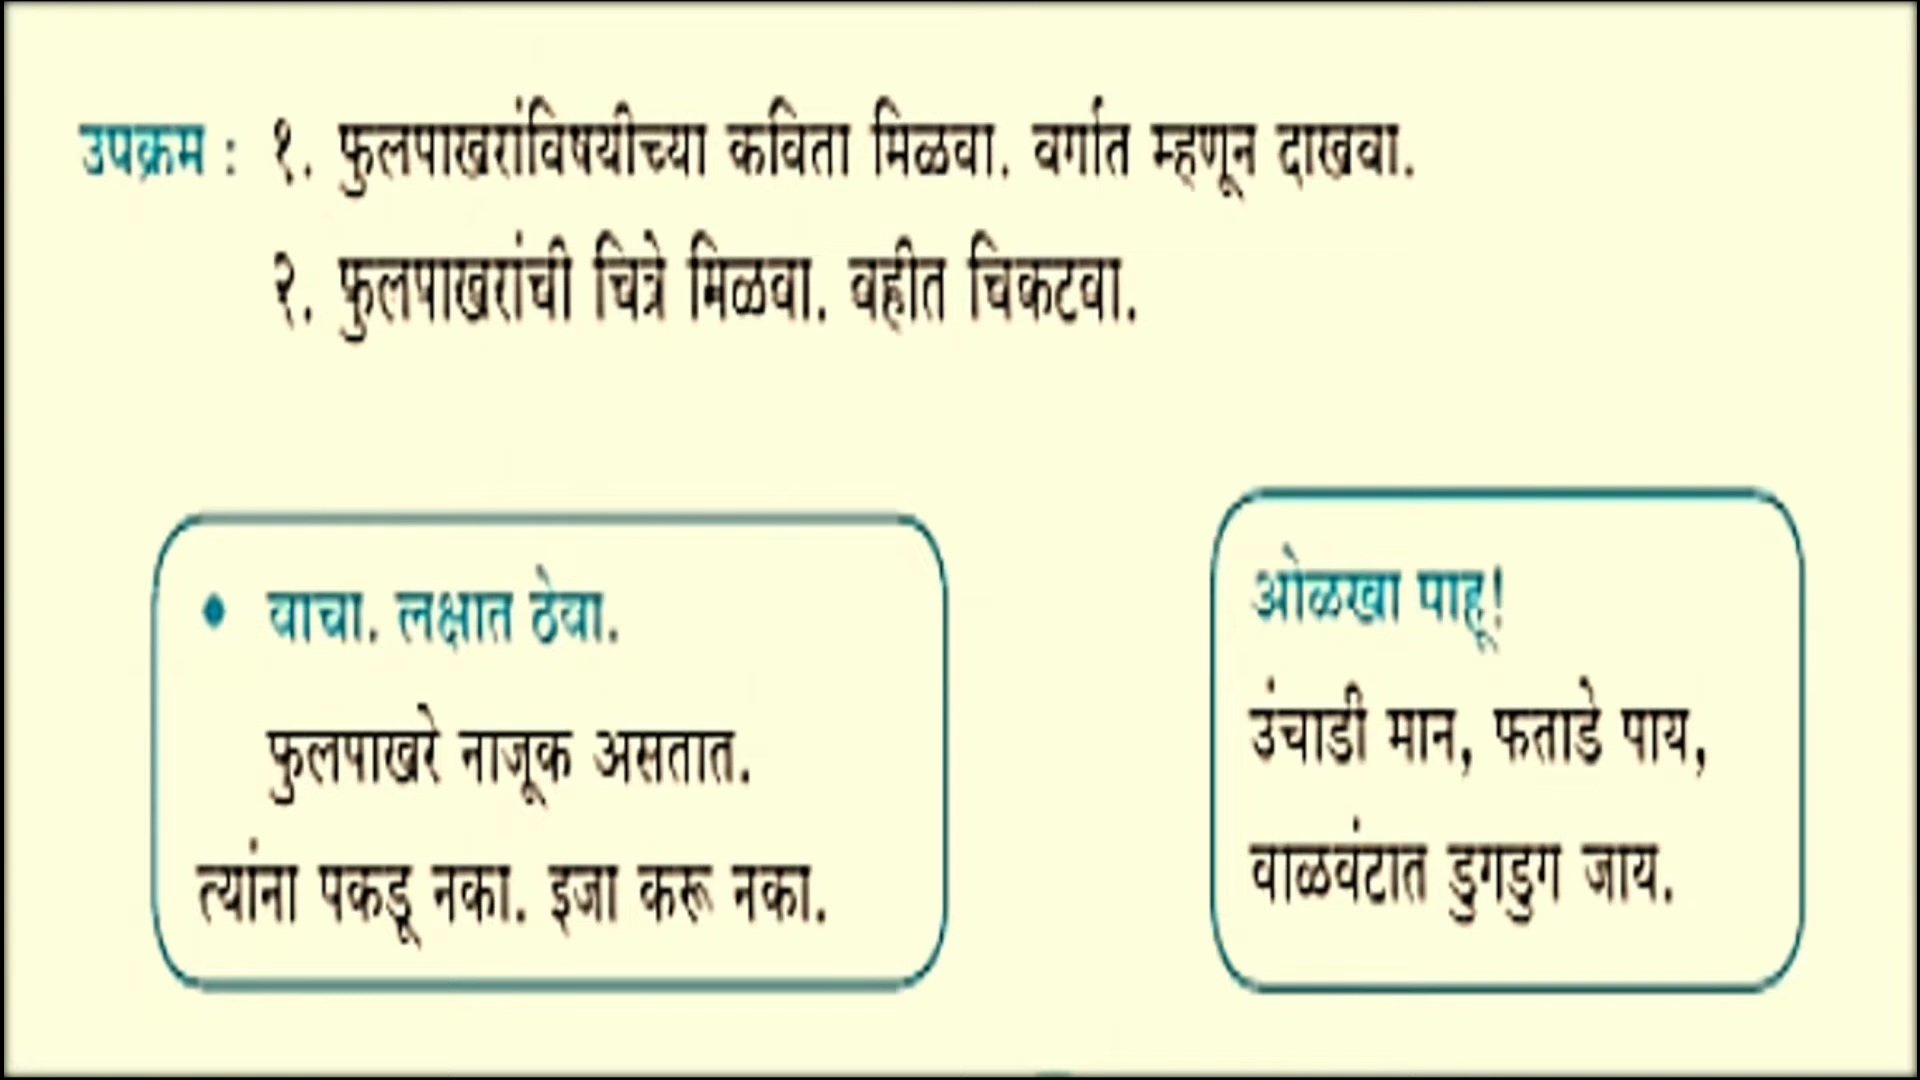 उपक्रम : १. फुलपाखरांविषयीच्या कविता मिळवा. वर्गात म्हणून दाखवा.
२. फुलपाखरांची चित्रे मिळवा. वहीत चिकटवा.
• वाचा. लक्षात ठेवा.
फुलपाखरे नाजूक असतात.
त्यांना पकडू नका. इजा करू नका.
ओळखा पाहू!
उंचाडी मान, फताडे पाय,
वाळवंटात डुगडुग जाय.